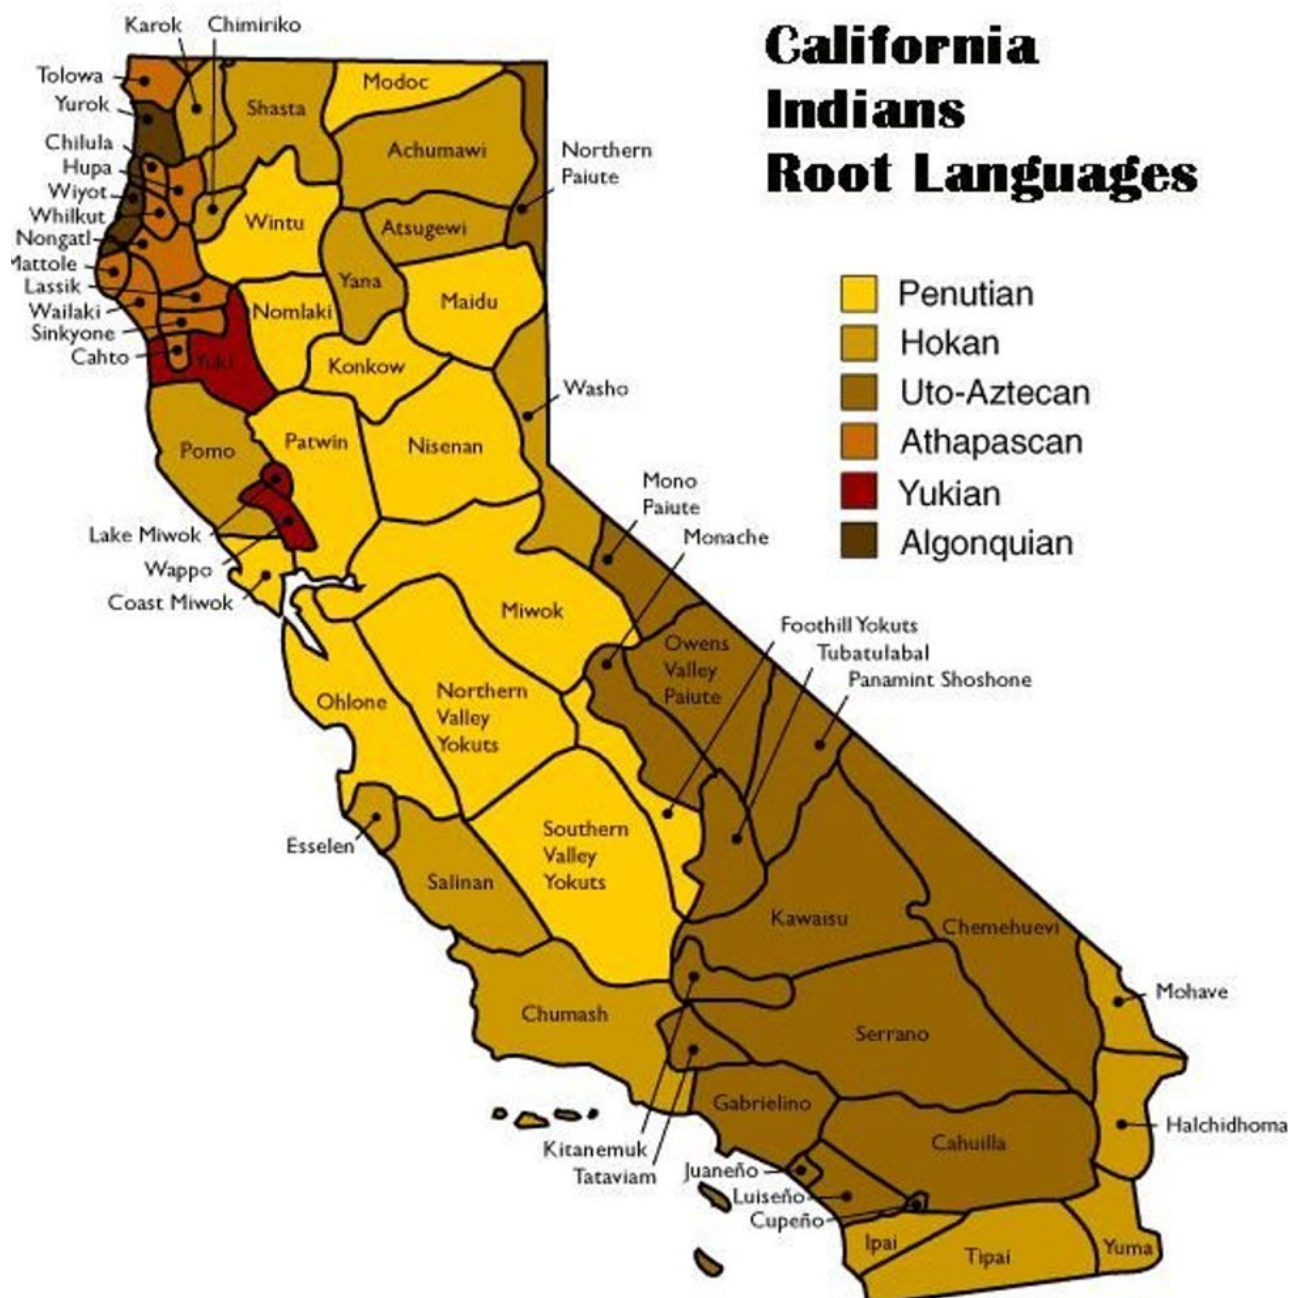 California
Indians
Root Languages
Penutian
Hokan
Uto-Aztecan
Athapascan
Yukian
Algonquian
Karok
Chimiriko
Tolowa
Yurok
Chilula
Hupa
Wiyot
Whilkut
Nongatl
Mattole
Lassik
Wailaki
Sinkyone
Cahto
Shasta
Modoc
Achumawi
Northern
Paiute
Wintu
Atsugewi
Yana
Maidu
Nomlaki
Yuki
Konkow
Washo
Pomo
Patwin
Nisenan
Lake Miwok
Wappo
Coast Miwok
Mono
Paiute
Monache
Miwok
Owens
Valley
Paiute
Foothill Yokuts
Tubatulabal
Panamint Shoshone
Ohlone
Northern
Valley
Yokuts
Esselen
Salinan
Southern
Valley
Yokuts
Kawaisu
Chemehuevi
Mohave
Chumash
Serrano
Gabrielino
Halchidhoma
Cahuilla
Kitanemuk
Tataviam
Juaneño
Luiseño
Cupeño
Ipai
Tipai
Yuma